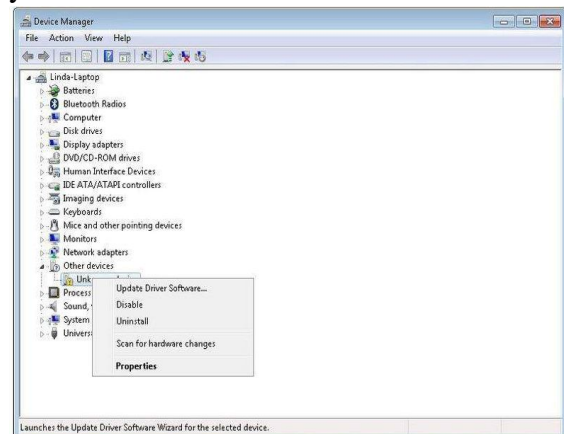 Device Manager
File Action View Help
Linda-Laptop
Batteries
Bluetooth Radios
Computer
Disk drives
Display adapters
DVD/CD-ROM drives
Human Interface Devices
IDE ATA/ATAPI controllers
Imaging devices
Keyboards
Mice and other pointing devices
Monitors
Network adapters
Other devices
Update Driver Software...
Process
Disable
Sound,
Uninstall
System
Scan for hardware changes
Properties
Launches the Update Driver Software Wizard for the selected device.